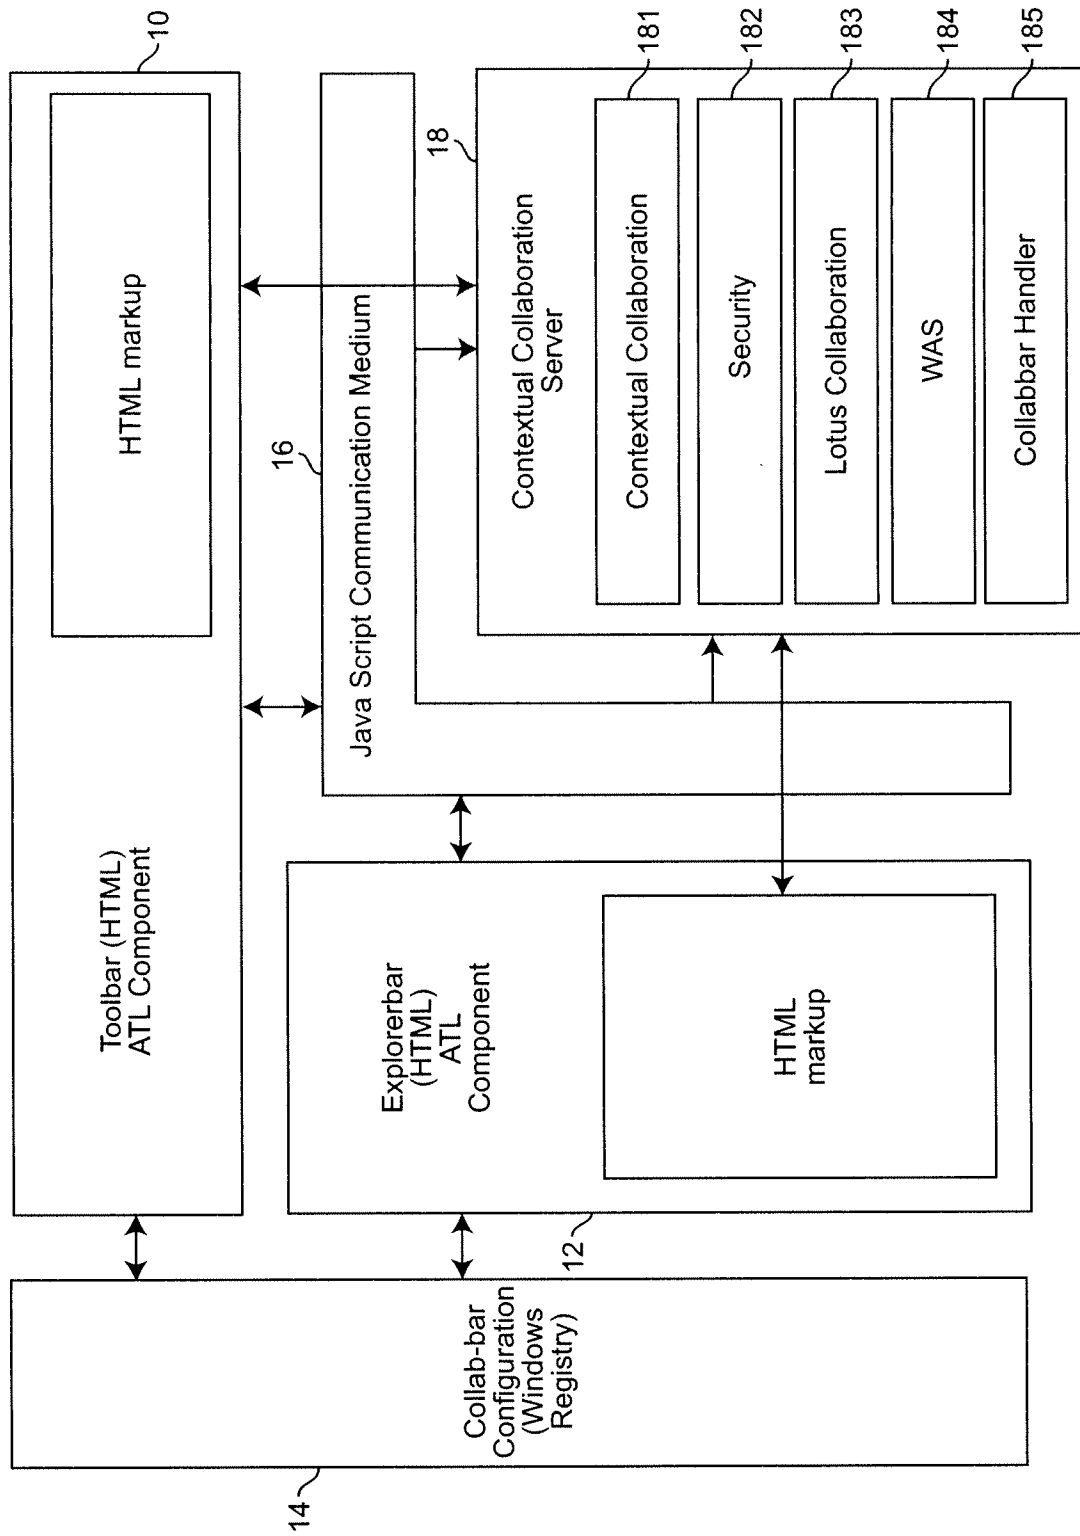 10
Toolbar (HTML)
ATL Component
HTML markup
14
Collab-bar
Configuration
(Windows
Registry)
12
Explorerbar
(HTML)
ATL
Component
HTML
markup
16
Java Script Communication Medium
18
Contextual Collaboration
Server
Contextual Collaboration
181
Security
182
Lotus Collaboration
183
WAS
184
Collabbar Handler
185